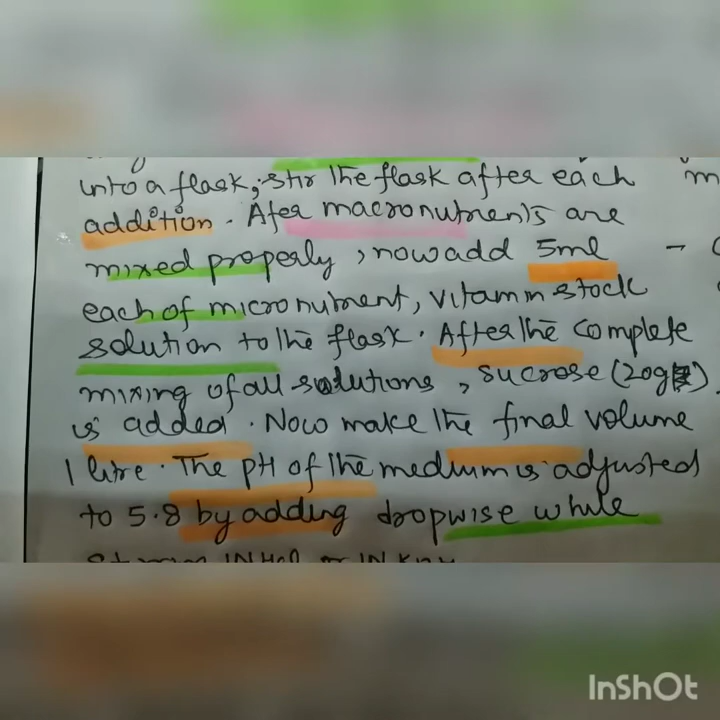 into a flask, stir the flask after each m
addition. Afer macronutrients are
mixed properly, now add 5ml –
each of micronutrient, vitamin stock
solution to the flask. After the complete
mixing of all solutions, sucrose (20g).
is added. Now make the final volume
1 litre. The pH of the medium is adjusted
to 5.8 by adding dropwise while
InShOt